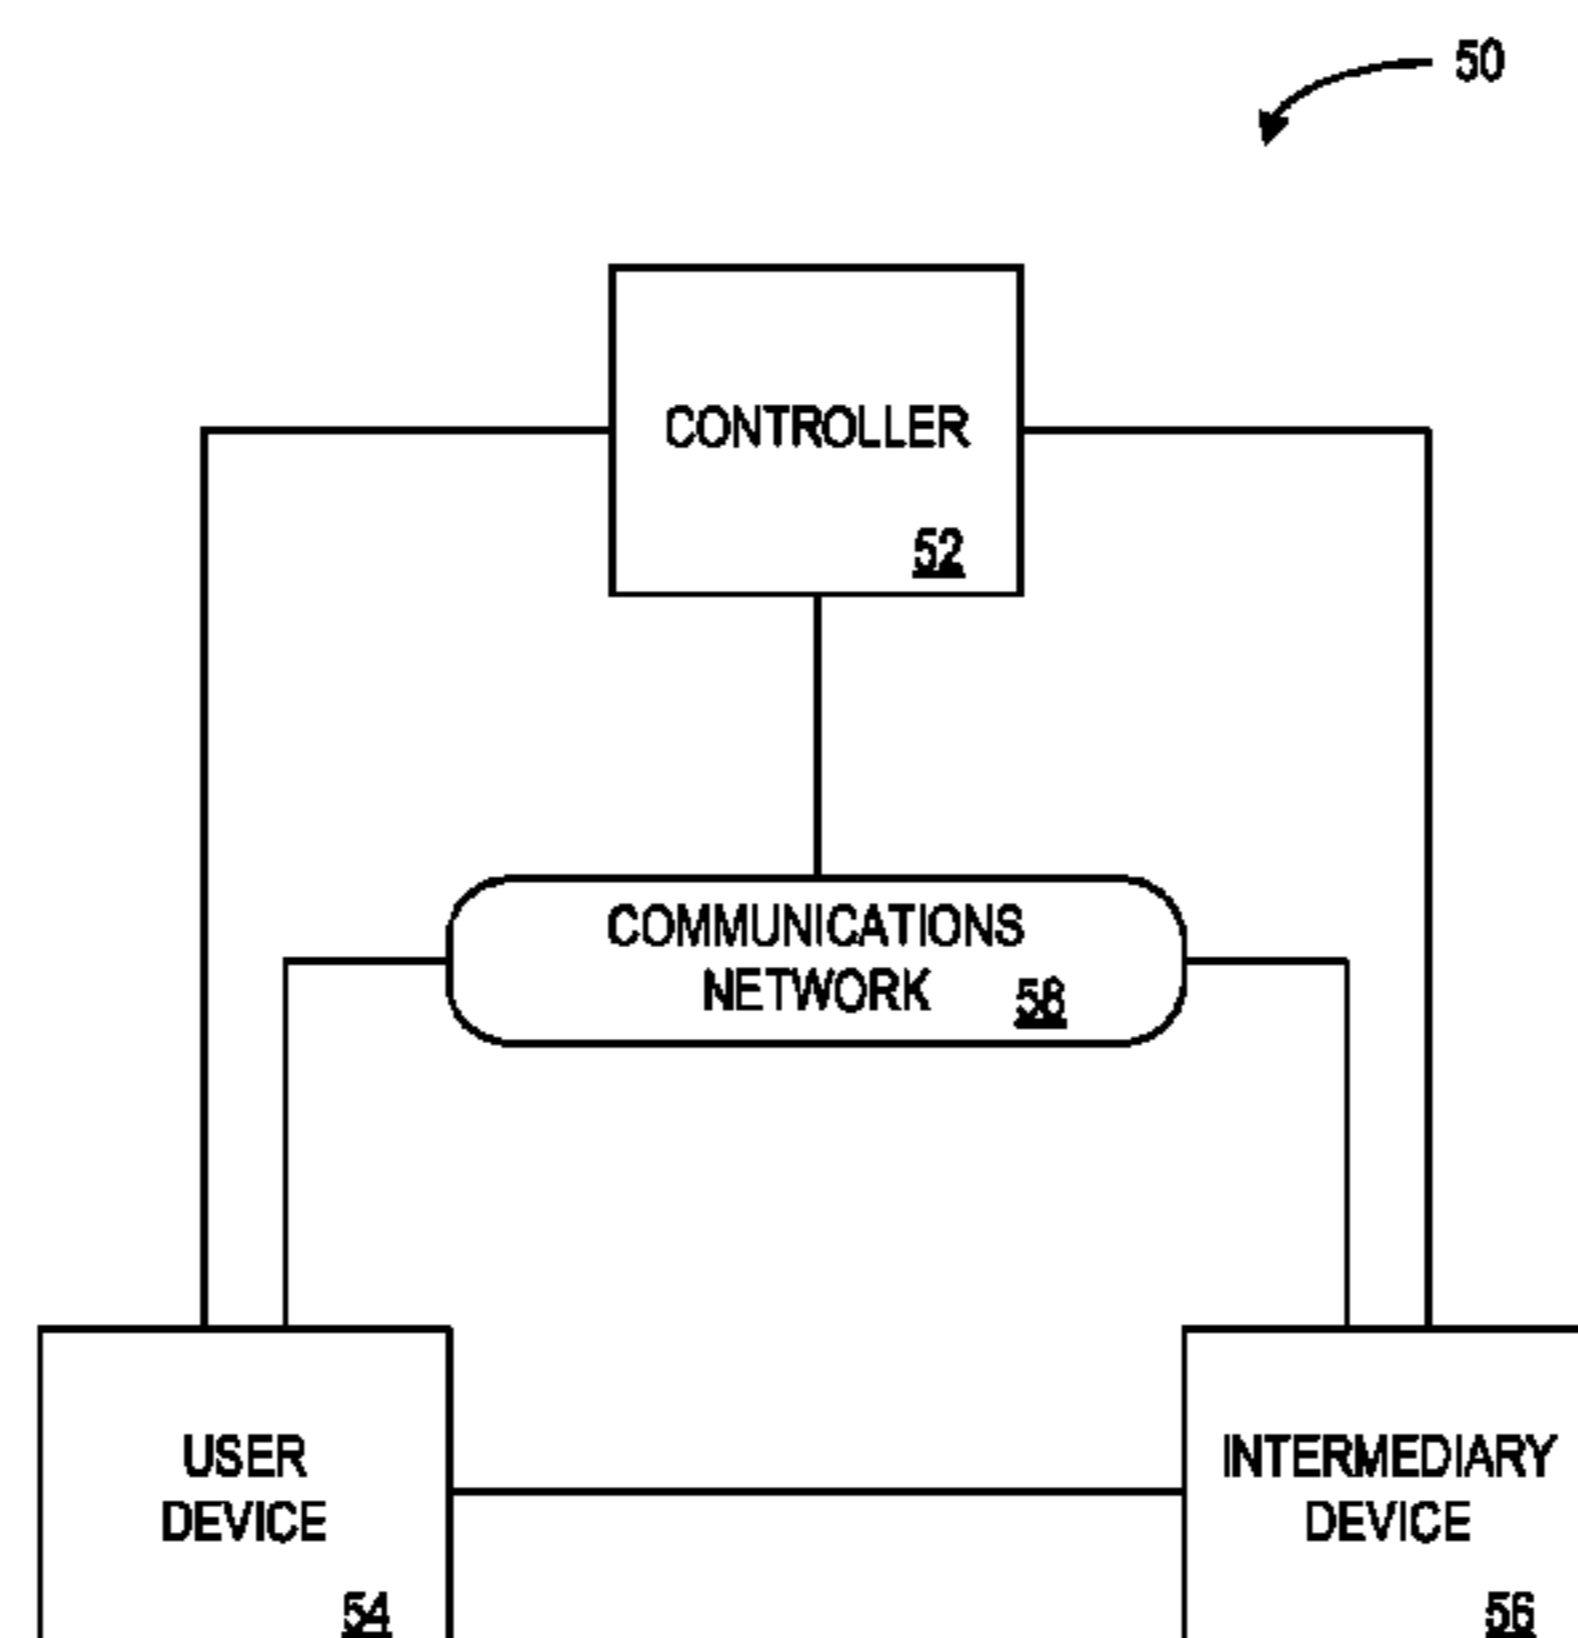 50
CONTROLLER
52
COMMUNICATIONS
NETWORK 58
USER
DEVICE
54
INTERMEDIARY
DEVICE
56